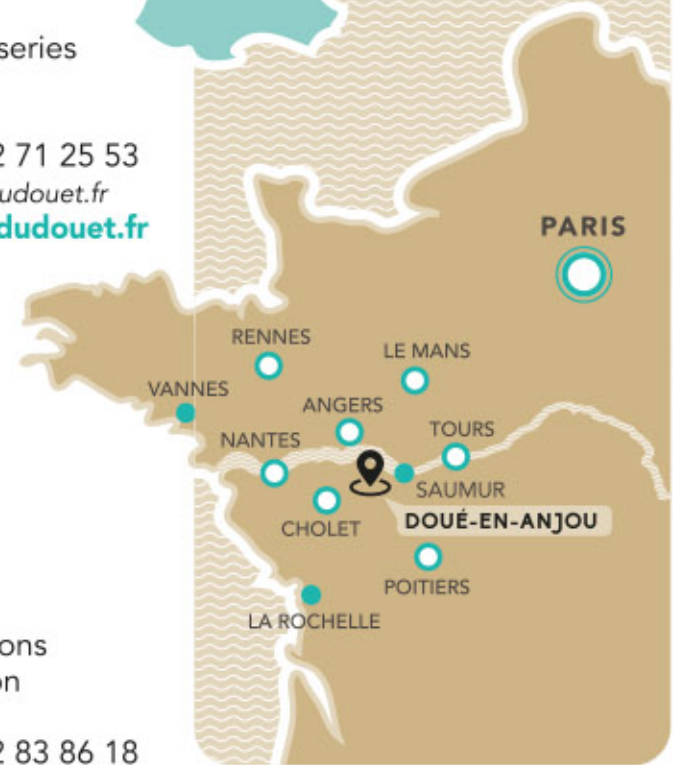 series
2 71 25 53
udouet.fr
dudouet.fr
PARIS
RENNES
LE MANS
VANNES
ANGERS
NANTES
TOURS
SAUMUR
CHOLET
DOUÉ-EN-ANJOU
POITIERS
LA ROCHELLE
ons
on
2 83 86 18